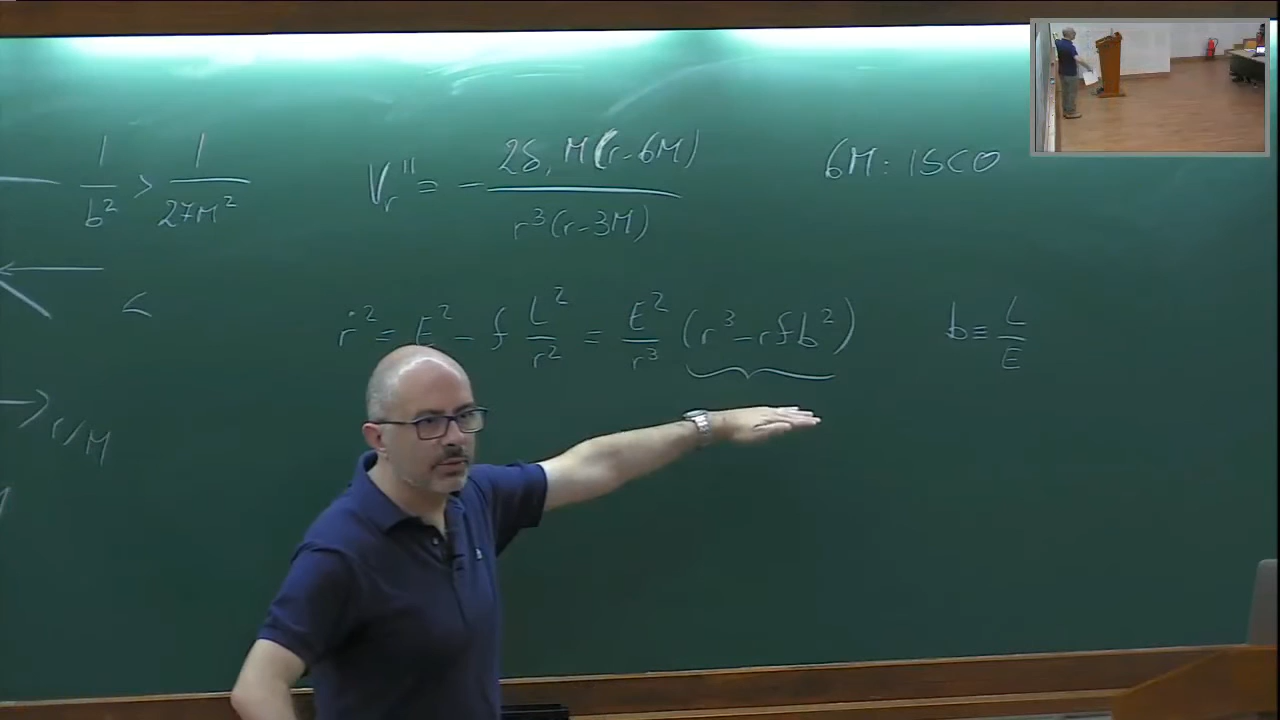 1/b² > 1/27M²
V_r'' = - 2δ₁M(r-6M) / r³(r-3M)
6M: ISCO
<
ṙ² = E² - f L²/r² = E²/r³ (r³ - rfb²)
b ≡ L/E
r/M